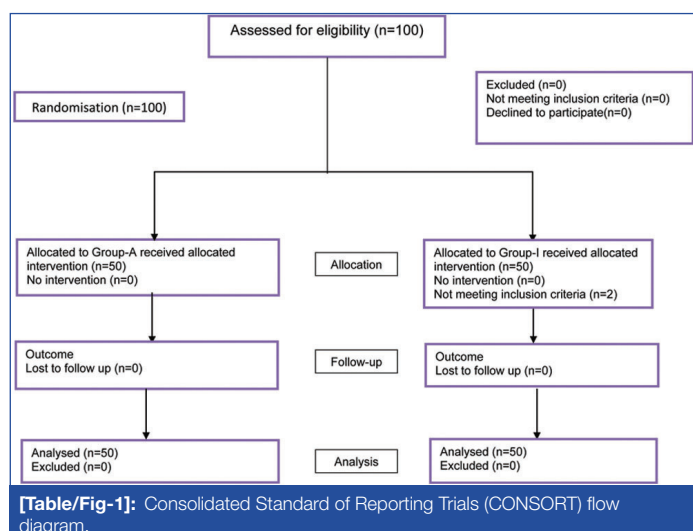 Assessed for eligibility (n=100)
Randomisation (n=100)
Excluded (n=0)
Not meeting inclusion criteria (n=0)
Declined to participate(n=0)
Allocated to Group-A received allocated
intervention (n=50)
No intervention (n=0)
Allocation
Allocated to Group-I received allocated
intervention (n=50)
No intervention (n=0)
Not meeting inclusion criteria (n=2)
Outcome
Lost to follow up (n=0)
Follow-up
Outcome
Lost to follow up (n=0)
Analysed (n=50)
Excluded (n=0)
Analysis
Analysed (n=50)
Excluded (n=0)
[Table/Fig-1]: Consolidated Standard of Reporting Trials (CONSORT) flow
diagram.